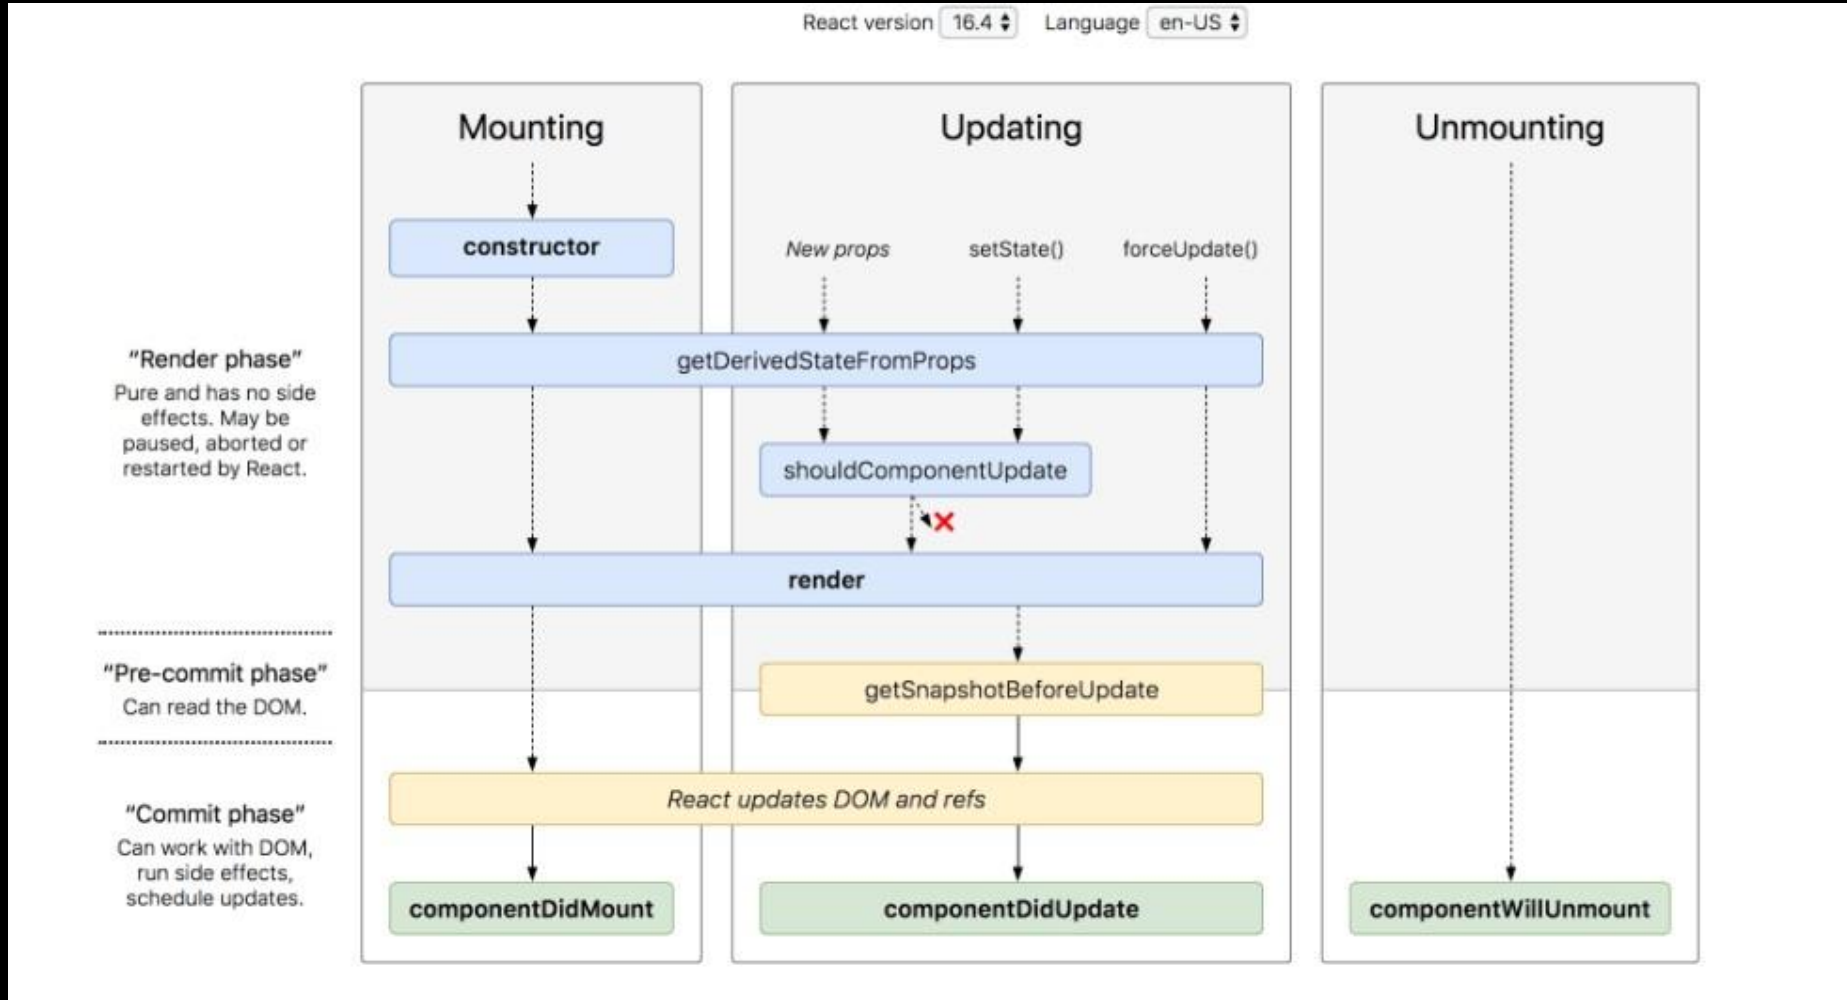 React version 16.4 Language en-US
Mounting
Updating
Unmounting
constructor
New props
setState()
forceUpdate()
"Render phase"
Pure and has no side
effects. May be
paused, aborted or
restarted by React.
getDerivedStateFromProps
shouldComponentUpdate
render
"Pre-commit phase"
Can read the DOM.
getSnapshotBeforeUpdate
"Commit phase"
Can work with DOM,
run side effects,
schedule updates.
React updates DOM and refs
componentDidMount
componentDidUpdate
componentWillUnmount